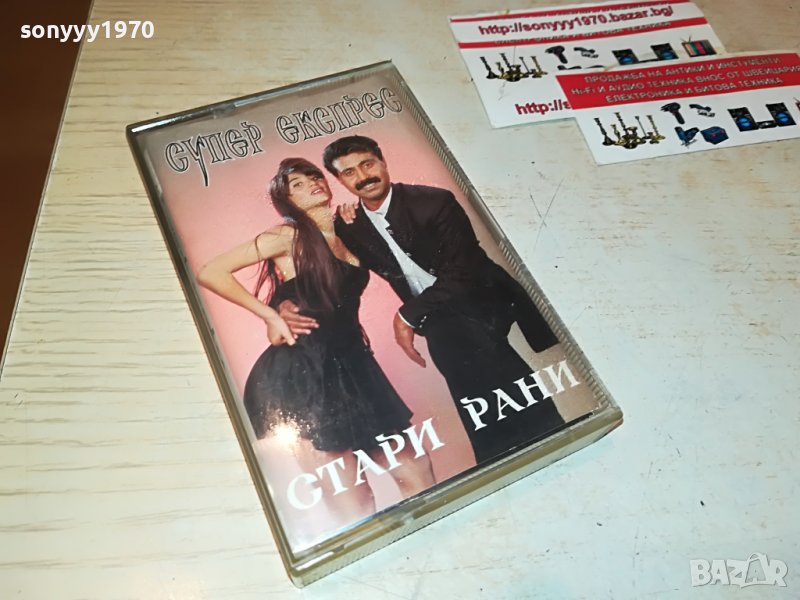 sonyyy1970
http://sonyyy1970.bazar.bg/
ПРОДАЖБА НА АНТИКИ И ИНСТУМЕНТИ
Hi-Fi И АУДИО ТЕХНИКА ВНОС ОТ ШВЕЙЦАРИЯ
ЕЛЕКТРОНИКА И БИТОВА ТЕХНИКА
СУПЕР ЕКСПРЕС
СТАРИ РАНИ
BAZAR